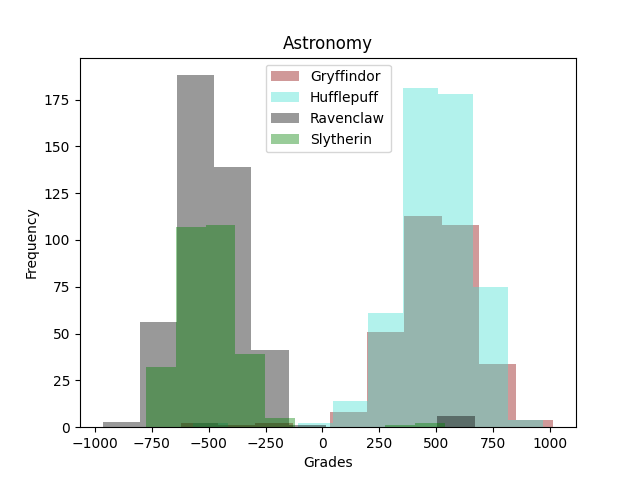 Astronomy
Gryffindor
Hufflepuff
Ravenclaw
Slytherin
175
150
125
100
75
50
25
0
Frequency
−1000 −750 −500 −250 0 250 500 750 1000
Grades